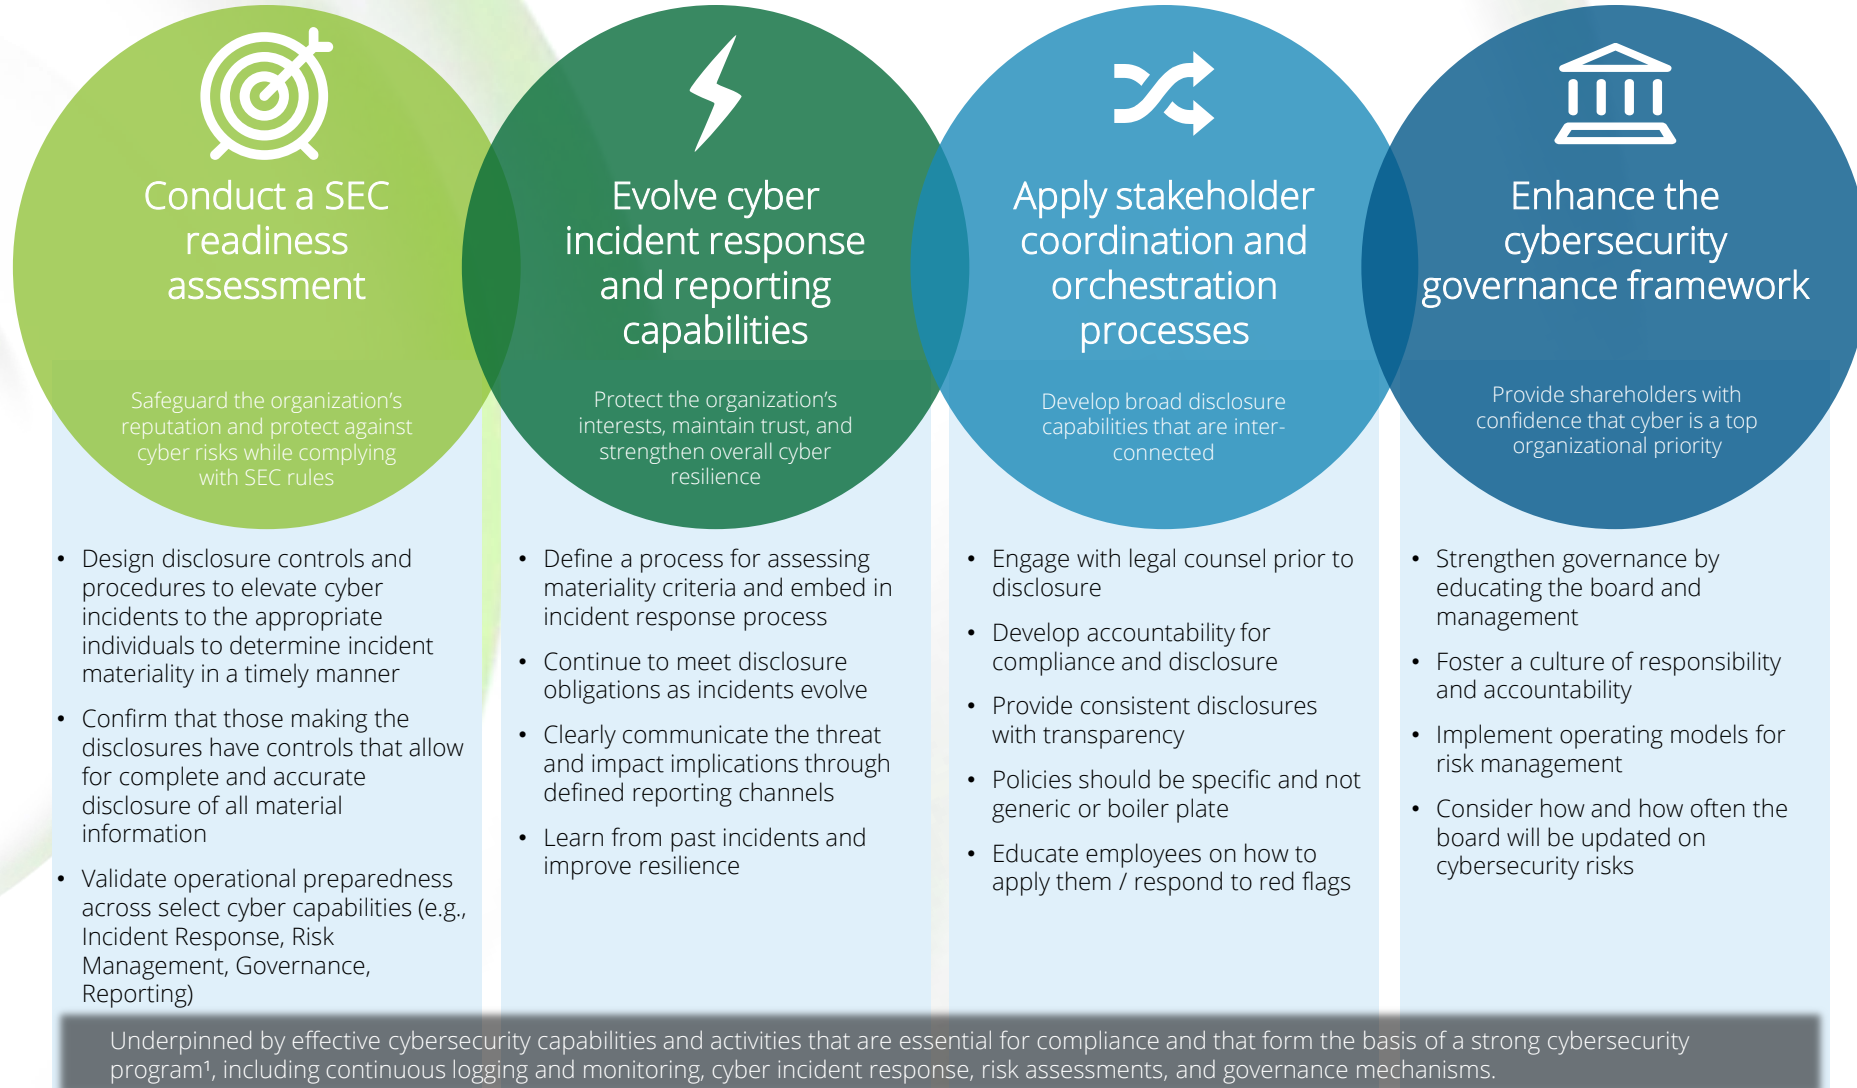 Conduct a SEC
readiness
assessment
Safeguard the organization's
reputation and protect against
cyber risks while complying
with SEC rules
• Design disclosure controls and
procedures to elevate cyber
incidents to the appropriate
individuals to determine incident
materiality in a timely manner
• Confirm that those making the
disclosures have controls that allow
for complete and accurate
disclosure of all material
information
• Validate operational preparedness
across select cyber capabilities (e.g.,
Incident Response, Risk
Management, Governance,
Reporting)
Evolve cyber
incident response
and reporting
capabilities
Protect the organization's
interests, maintain trust, and
strengthen overall cyber
resilience
• Define a process for assessing
materiality criteria and embed in
incident response process
• Continue to meet disclosure
obligations as incidents evolve
• Clearly communicate the threat
and impact implications through
defined reporting channels
• Learn from past incidents and
improve resilience
Apply stakeholder
coordination and
orchestration
processes
Develop broad disclosure
capabilities that are inter-
connected
• Engage with legal counsel prior to
disclosure
• Develop accountability for
compliance and disclosure
• Provide consistent disclosures
with transparency
• Policies should be specific and not
generic or boiler plate
• Educate employees on how to
apply them / respond to red flags
Enhance the
cybersecurity
governance framework
Provide shareholders with
confidence that cyber is a top
organizational priority
• Strengthen governance by
educating the board and
management
• Foster a culture of responsibility
and accountability
• Implement operating models for
risk management
• Consider how and how often the
board will be updated on
cybersecurity risks
Underpinned by effective cybersecurity capabilities and activities that are essential for compliance and that form the basis of a strong cybersecurity
program¹, including continuous logging and monitoring, cyber incident response, risk assessments, and governance mechanisms.